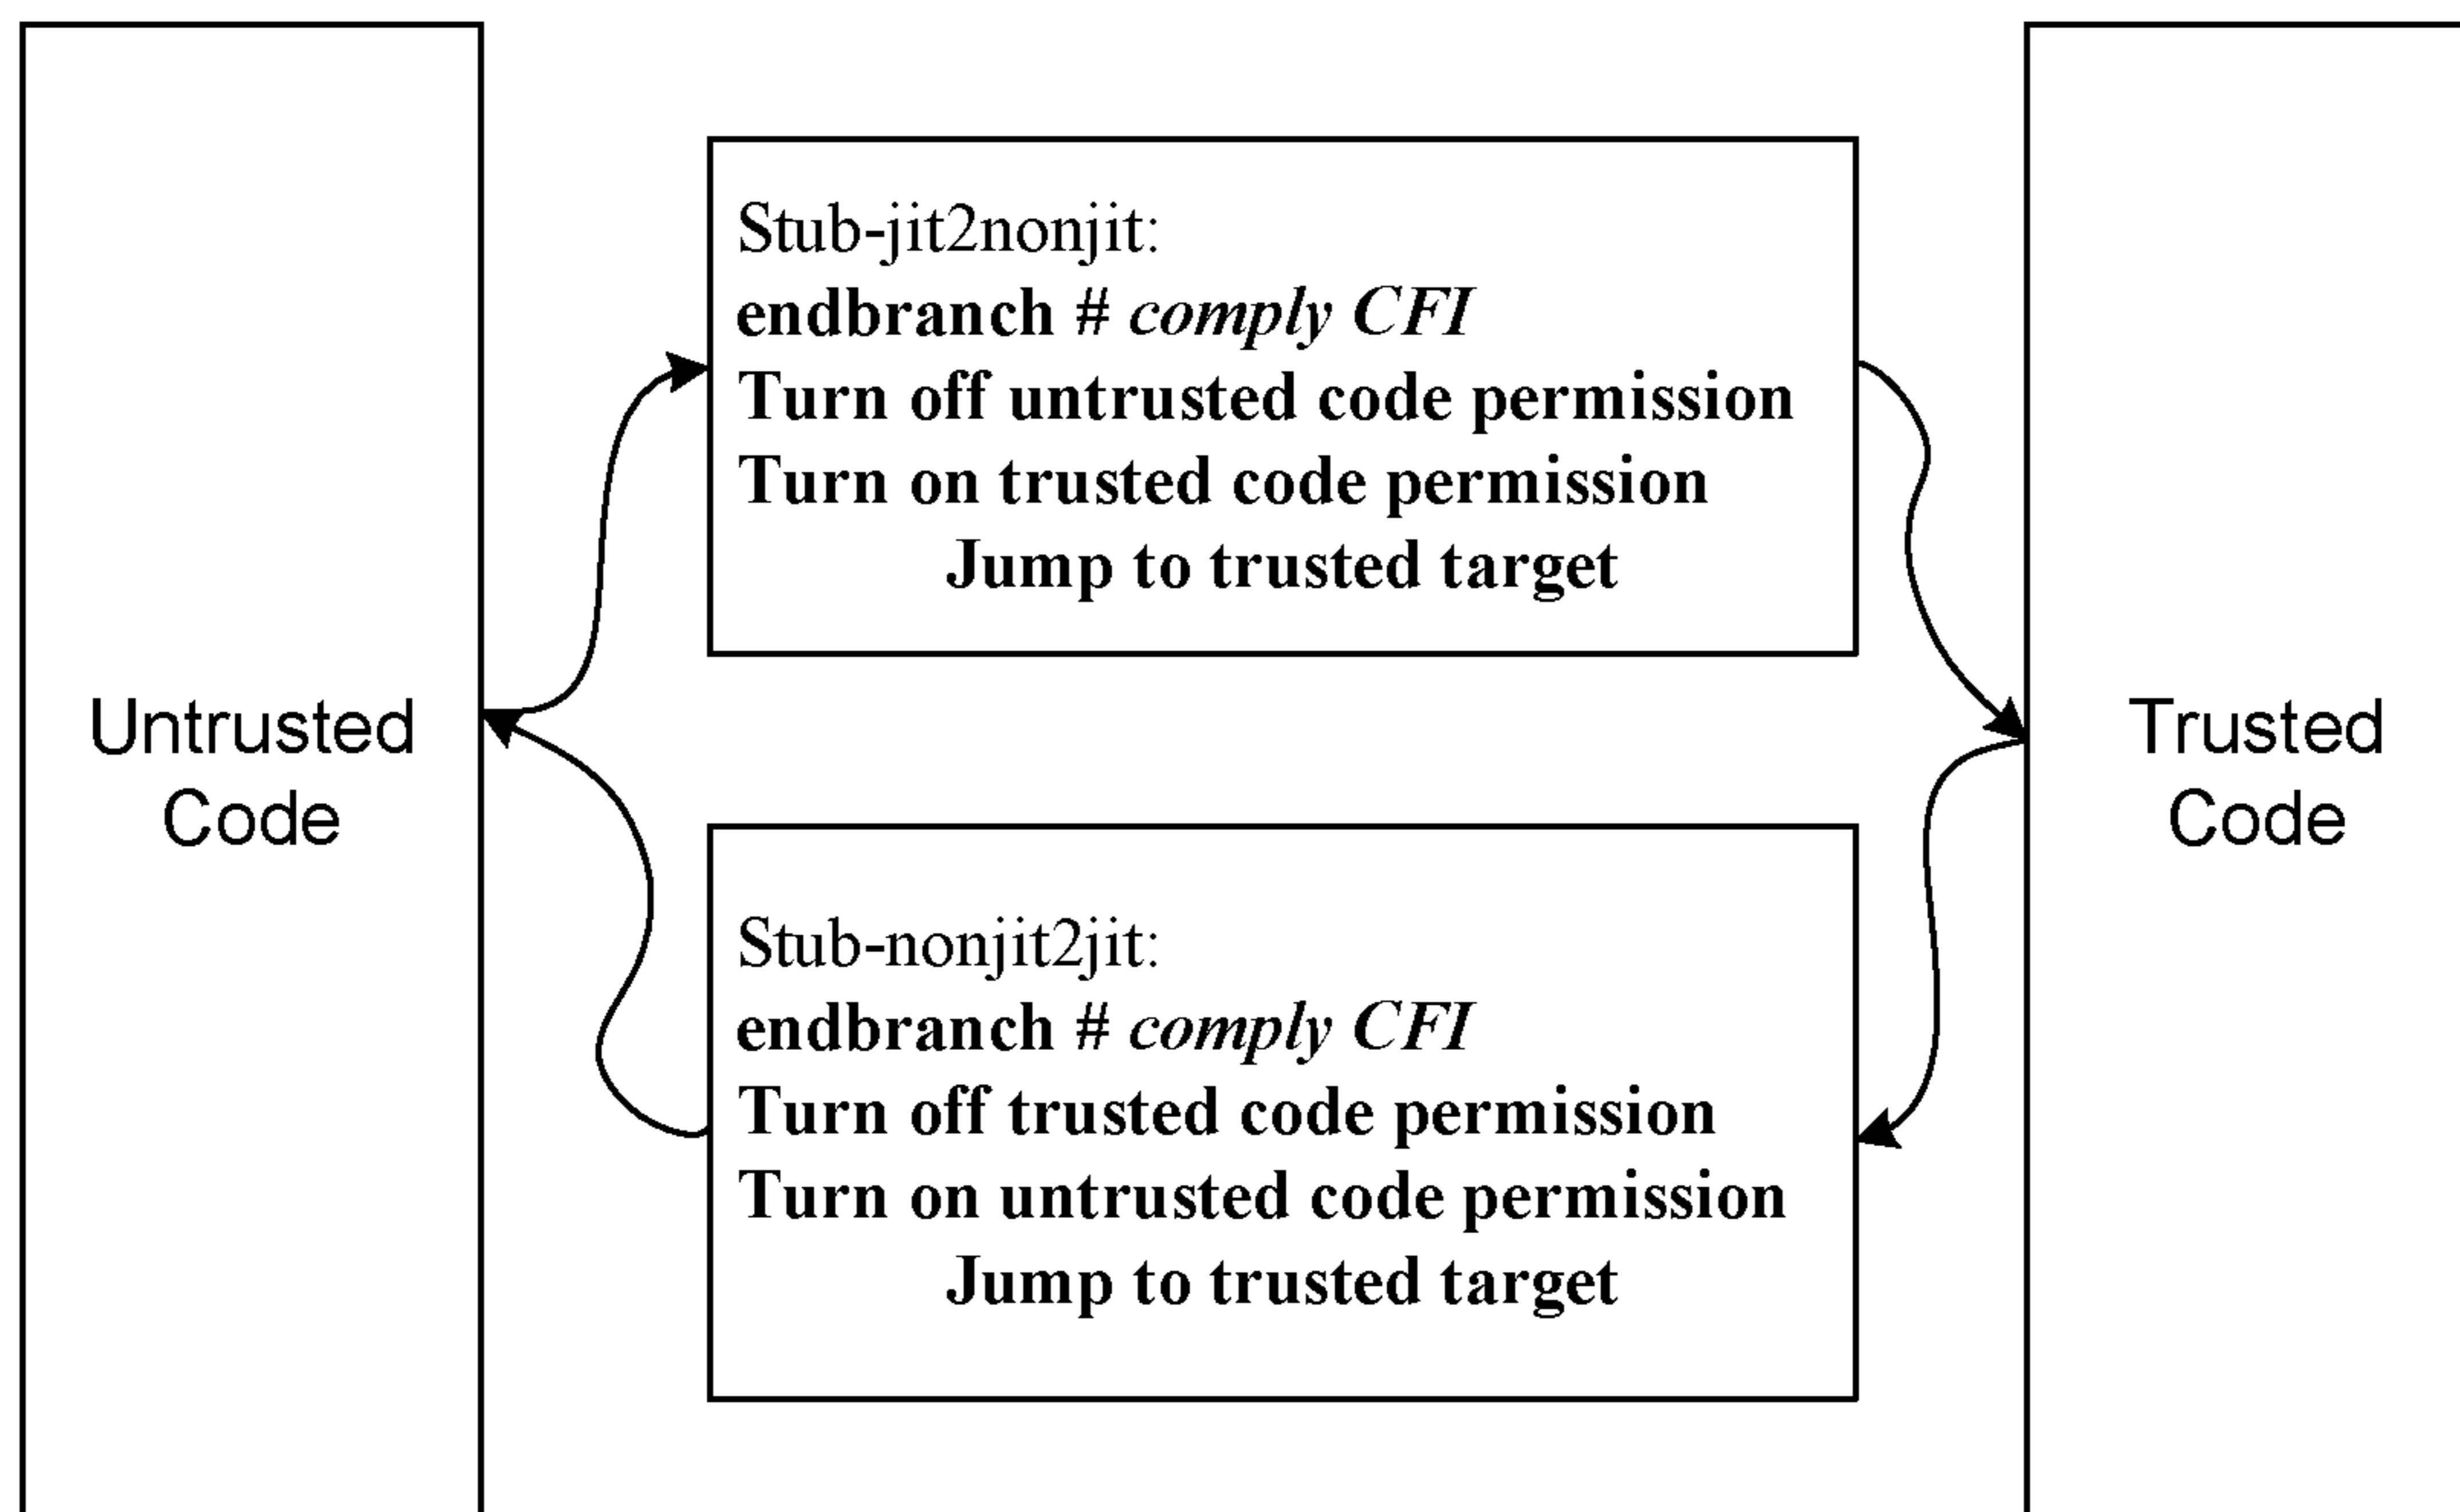 Untrusted
Code
Stub-jit2nonjit:
endbranch # comply CFI
Turn off untrusted code permission
Turn on trusted code permission
Jump to trusted target
Stub-nonjit2jit:
endbranch # comply CFI
Turn off trusted code permission
Turn on untrusted code permission
Jump to trusted target
Trusted
Code